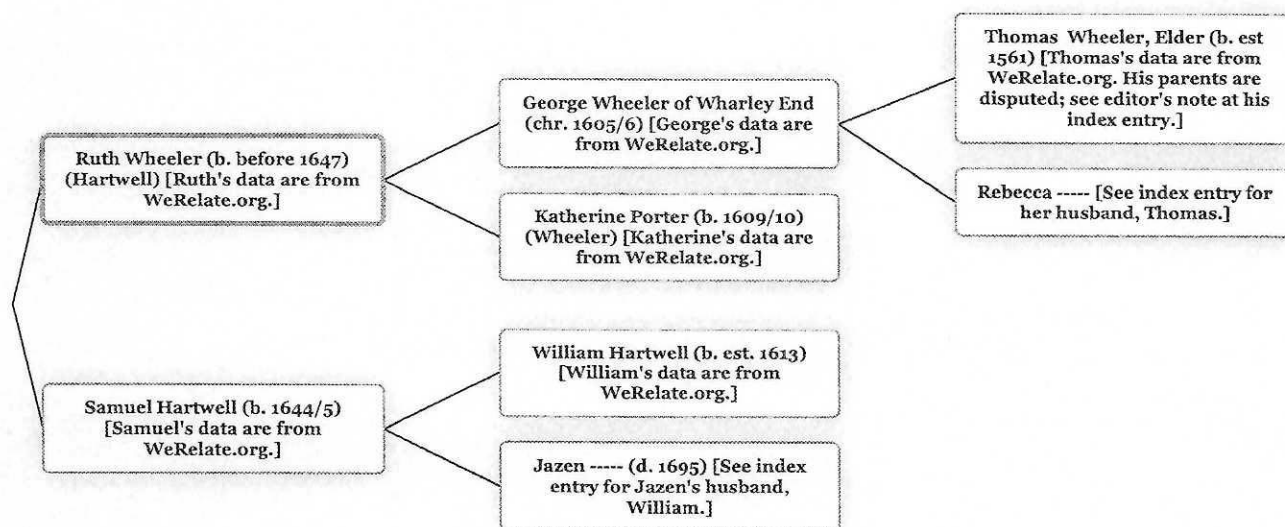 Thomas Wheeler, Elder (b. est
1561) [Thomas's data are from
WeRelate.org. His parents are
disputed; see editor's note at his
index entry.]
George Wheeler of Wharley End
(chr. 1605/6) [George's data are
from WeRelate.org.]
Ruth Wheeler (b. before 1647)
(Hartwell) [Ruth's data are from
WeRelate.org.]
Rebecca ----- [See index entry for
her husband, Thomas.]
Katherine Porter (b. 1609/10)
(Wheeler) [Katherine's data are
from WeRelate.org.]
William Hartwell (b. est. 1613)
[William's data are from
WeRelate.org.]
Samuel Hartwell (b. 1644/5)
[Samuel's data are from
WeRelate.org.]
Jazen ----- (d. 1695) [See index
entry for Jazen's husband,
William.]